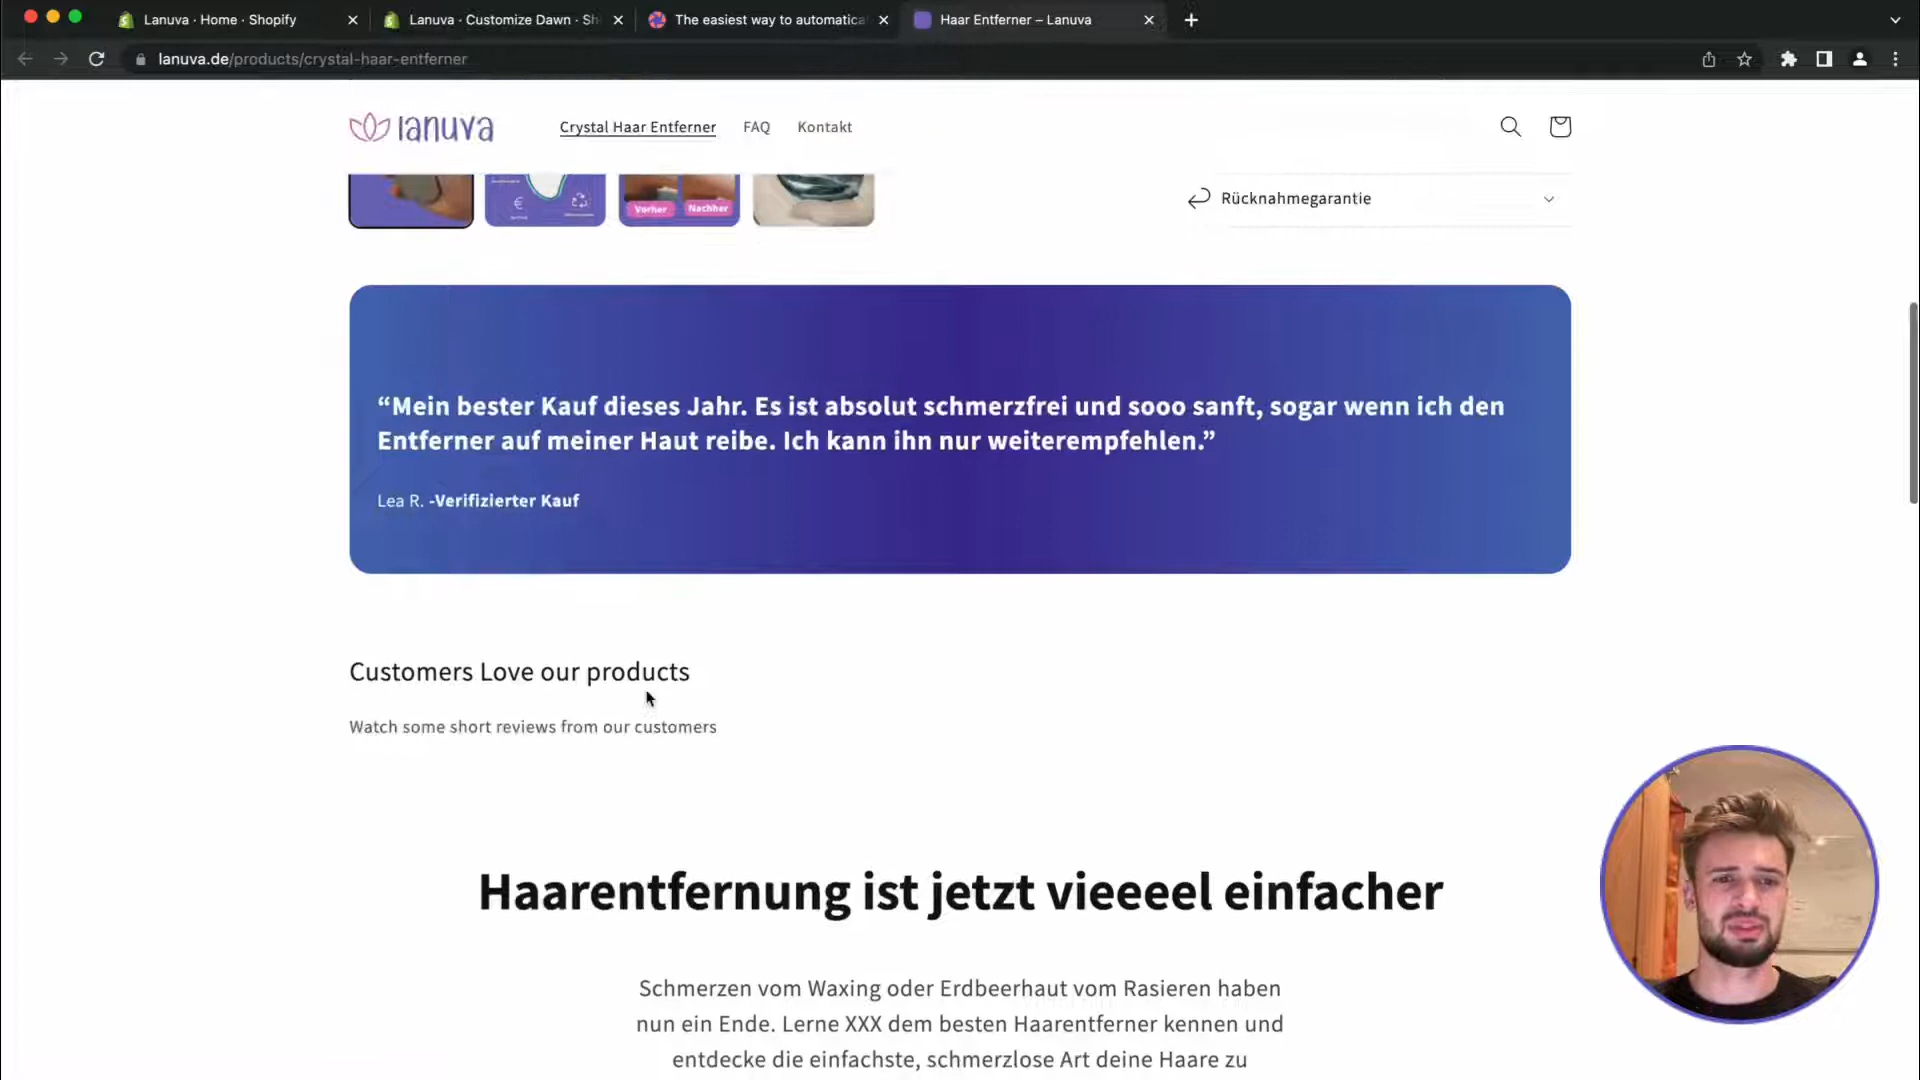 Lanuva · Home · Shopify
Lanuva · Customize Dawn · Sh
The easiest way to automatica
Haar Entferner – Lanuva
lanuva.de/products/crystal-haar-entferner
lanuva
Crystal Haar Entferner
FAQ
Kontakt
€
Vorher
Nachher
Rücknahmegarantie
“Mein bester Kauf dieses Jahr. Es ist absolut schmerzfrei und sooo sanft, sogar wenn ich den
Entferner auf meiner Haut reibe. Ich kann ihn nur weiterempfehlen.”
Lea R. -Verifizierter Kauf
Customers Love our products
Watch some short reviews from our customers
Haarentfernung ist jetzt vieeeel einfacher
Schmerzen vom Waxing oder Erdbeerhaut vom Rasieren haben
nun ein Ende. Lerne XXX dem besten Haarentferner kennen und
entdecke die einfachste, schmerzlose Art deine Haare zu